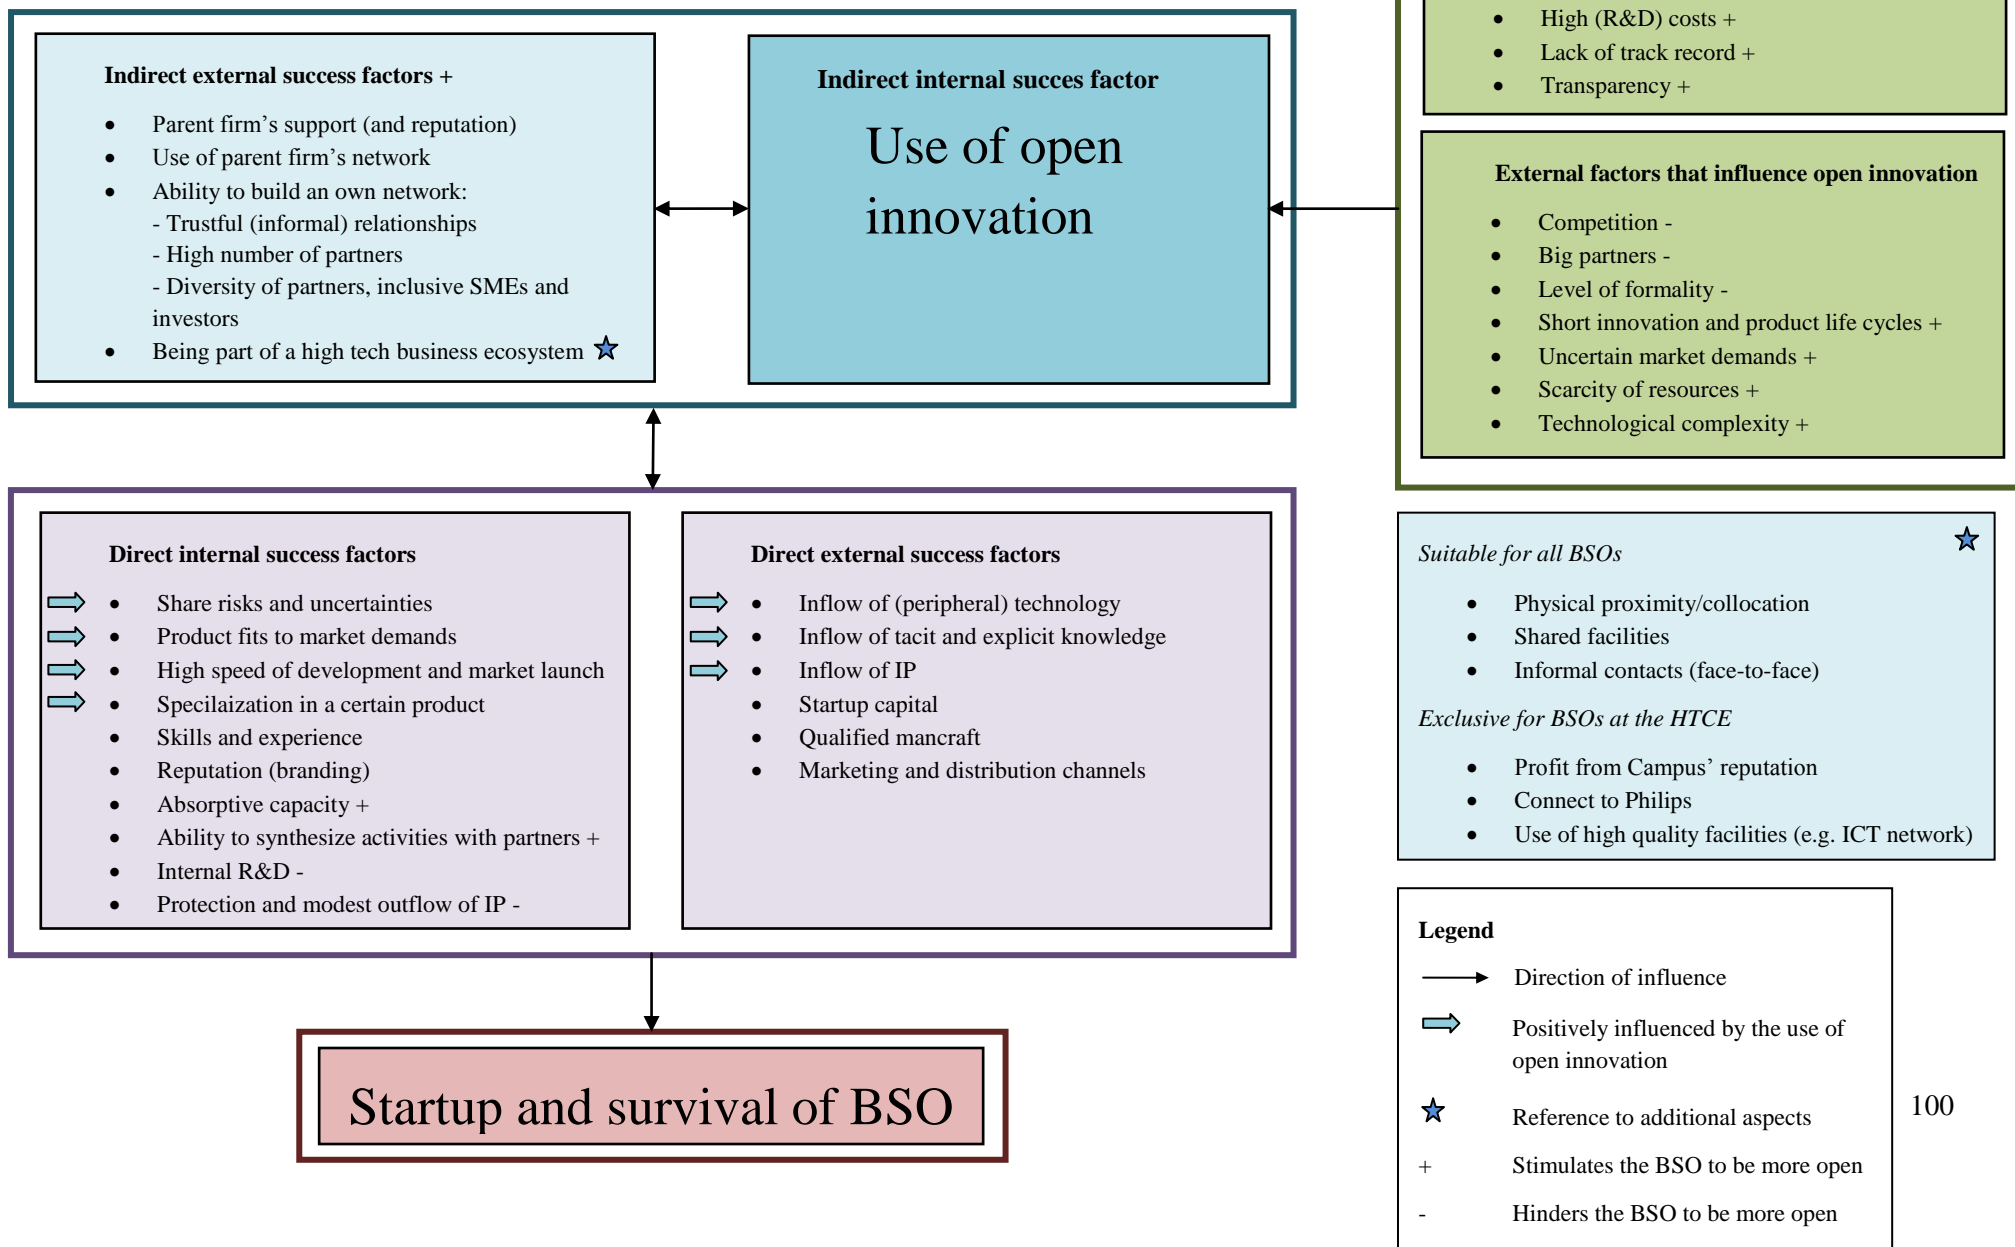 Indirect external success factors +
• Parent firm's support (and reputation)
• Use of parent firm's network
• Ability to build an own network:
- Trustful (informal) relationships
- High number of partners
- Diversity of partners, inclusive SMEs and
investors
• Being part of a high tech business ecosystem
Indirect internal succes factor
Use of open
innovation
• High (R&D) costs +
• Lack of track record +
• Transparency +
External factors that influence open innovation
• Competition -
• Big partners -
• Level of formality -
• Short innovation and product life cycles +
• Uncertain market demands +
• Scarcity of resources +
• Technological complexity +
Direct internal success factors
• Share risks and uncertainties
• Product fits to market demands
• High speed of development and market launch
• Specilaization in a certain product
• Skills and experience
• Reputation (branding)
• Absorptive capacity +
• Ability to synthesize activities with partners +
• Internal R&D -
• Protection and modest outflow of IP -
Direct external success factors
• Inflow of (peripheral) technology
• Inflow of tacit and explicit knowledge
• Inflow of IP
• Startup capital
• Qualified mancraft
• Marketing and distribution channels
Suitable for all BSOs
• Physical proximity/collocation
• Shared facilities
• Informal contacts (face-to-face)
Exclusive for BSOs at the HTCE
• Profit from Campus' reputation
• Connect to Philips
• Use of high quality facilities (e.g. ICT network)
Startup and survival of BSO
Legend
Direction of influence
Positively influenced by the use of
open innovation
Reference to additional aspects
+ Stimulates the BSO to be more open
- Hinders the BSO to be more open
100